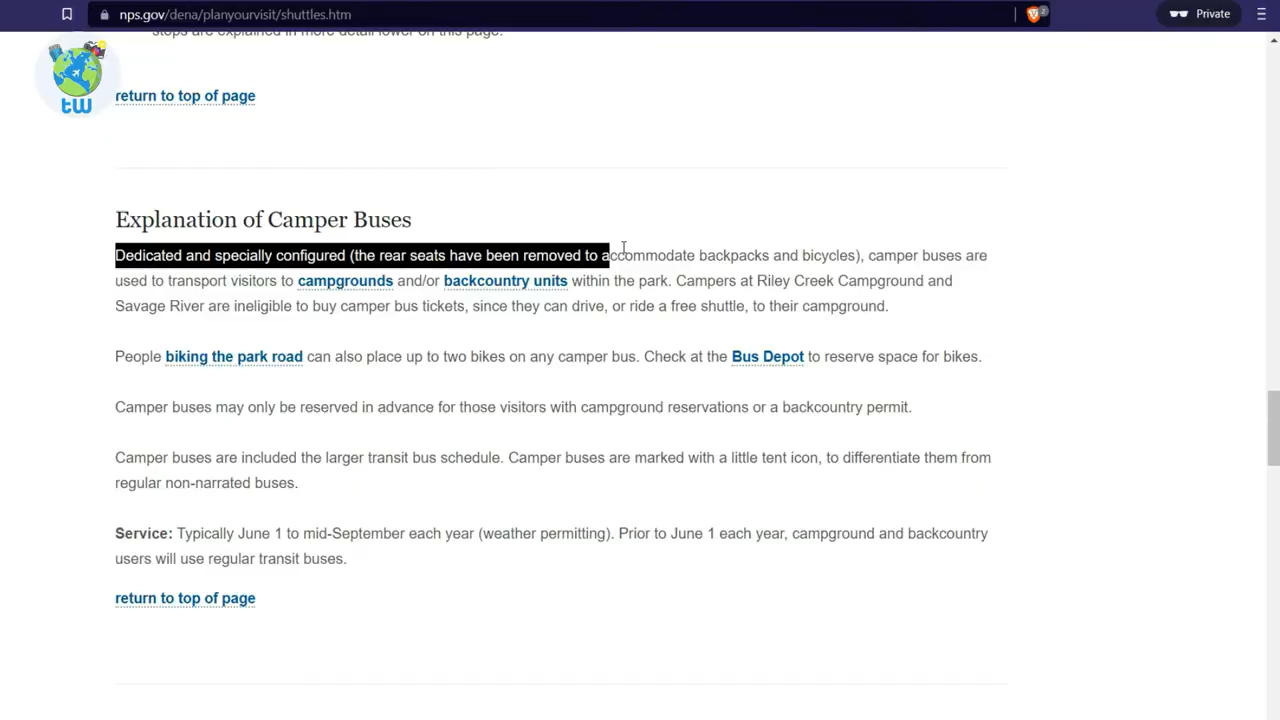 nps.gov/dena/planyourvisit/shuttles.htm
2
Private
stops are explained in more detail lower on this page.
tw
return to top of page
Explanation of Camper Buses
Dedicated and specially configured (the rear seats have been removed to accommodate backpacks and bicycles), camper buses are
used to transport visitors to campgrounds and/or backcountry units within the park. Campers at Riley Creek Campground and
Savage River are ineligible to buy camper bus tickets, since they can drive, or ride a free shuttle, to their campground.
People biking the park road can also place up to two bikes on any camper bus. Check at the Bus Depot to reserve space for bikes.
Camper buses may only be reserved in advance for those visitors with campground reservations or a backcountry permit.
Camper buses are included the larger transit bus schedule. Camper buses are marked with a little tent icon, to differentiate them from
regular non-narrated buses.
Service: Typically June 1 to mid-September each year (weather permitting). Prior to June 1 each year, campground and backcountry
users will use regular transit buses.
return to top of page